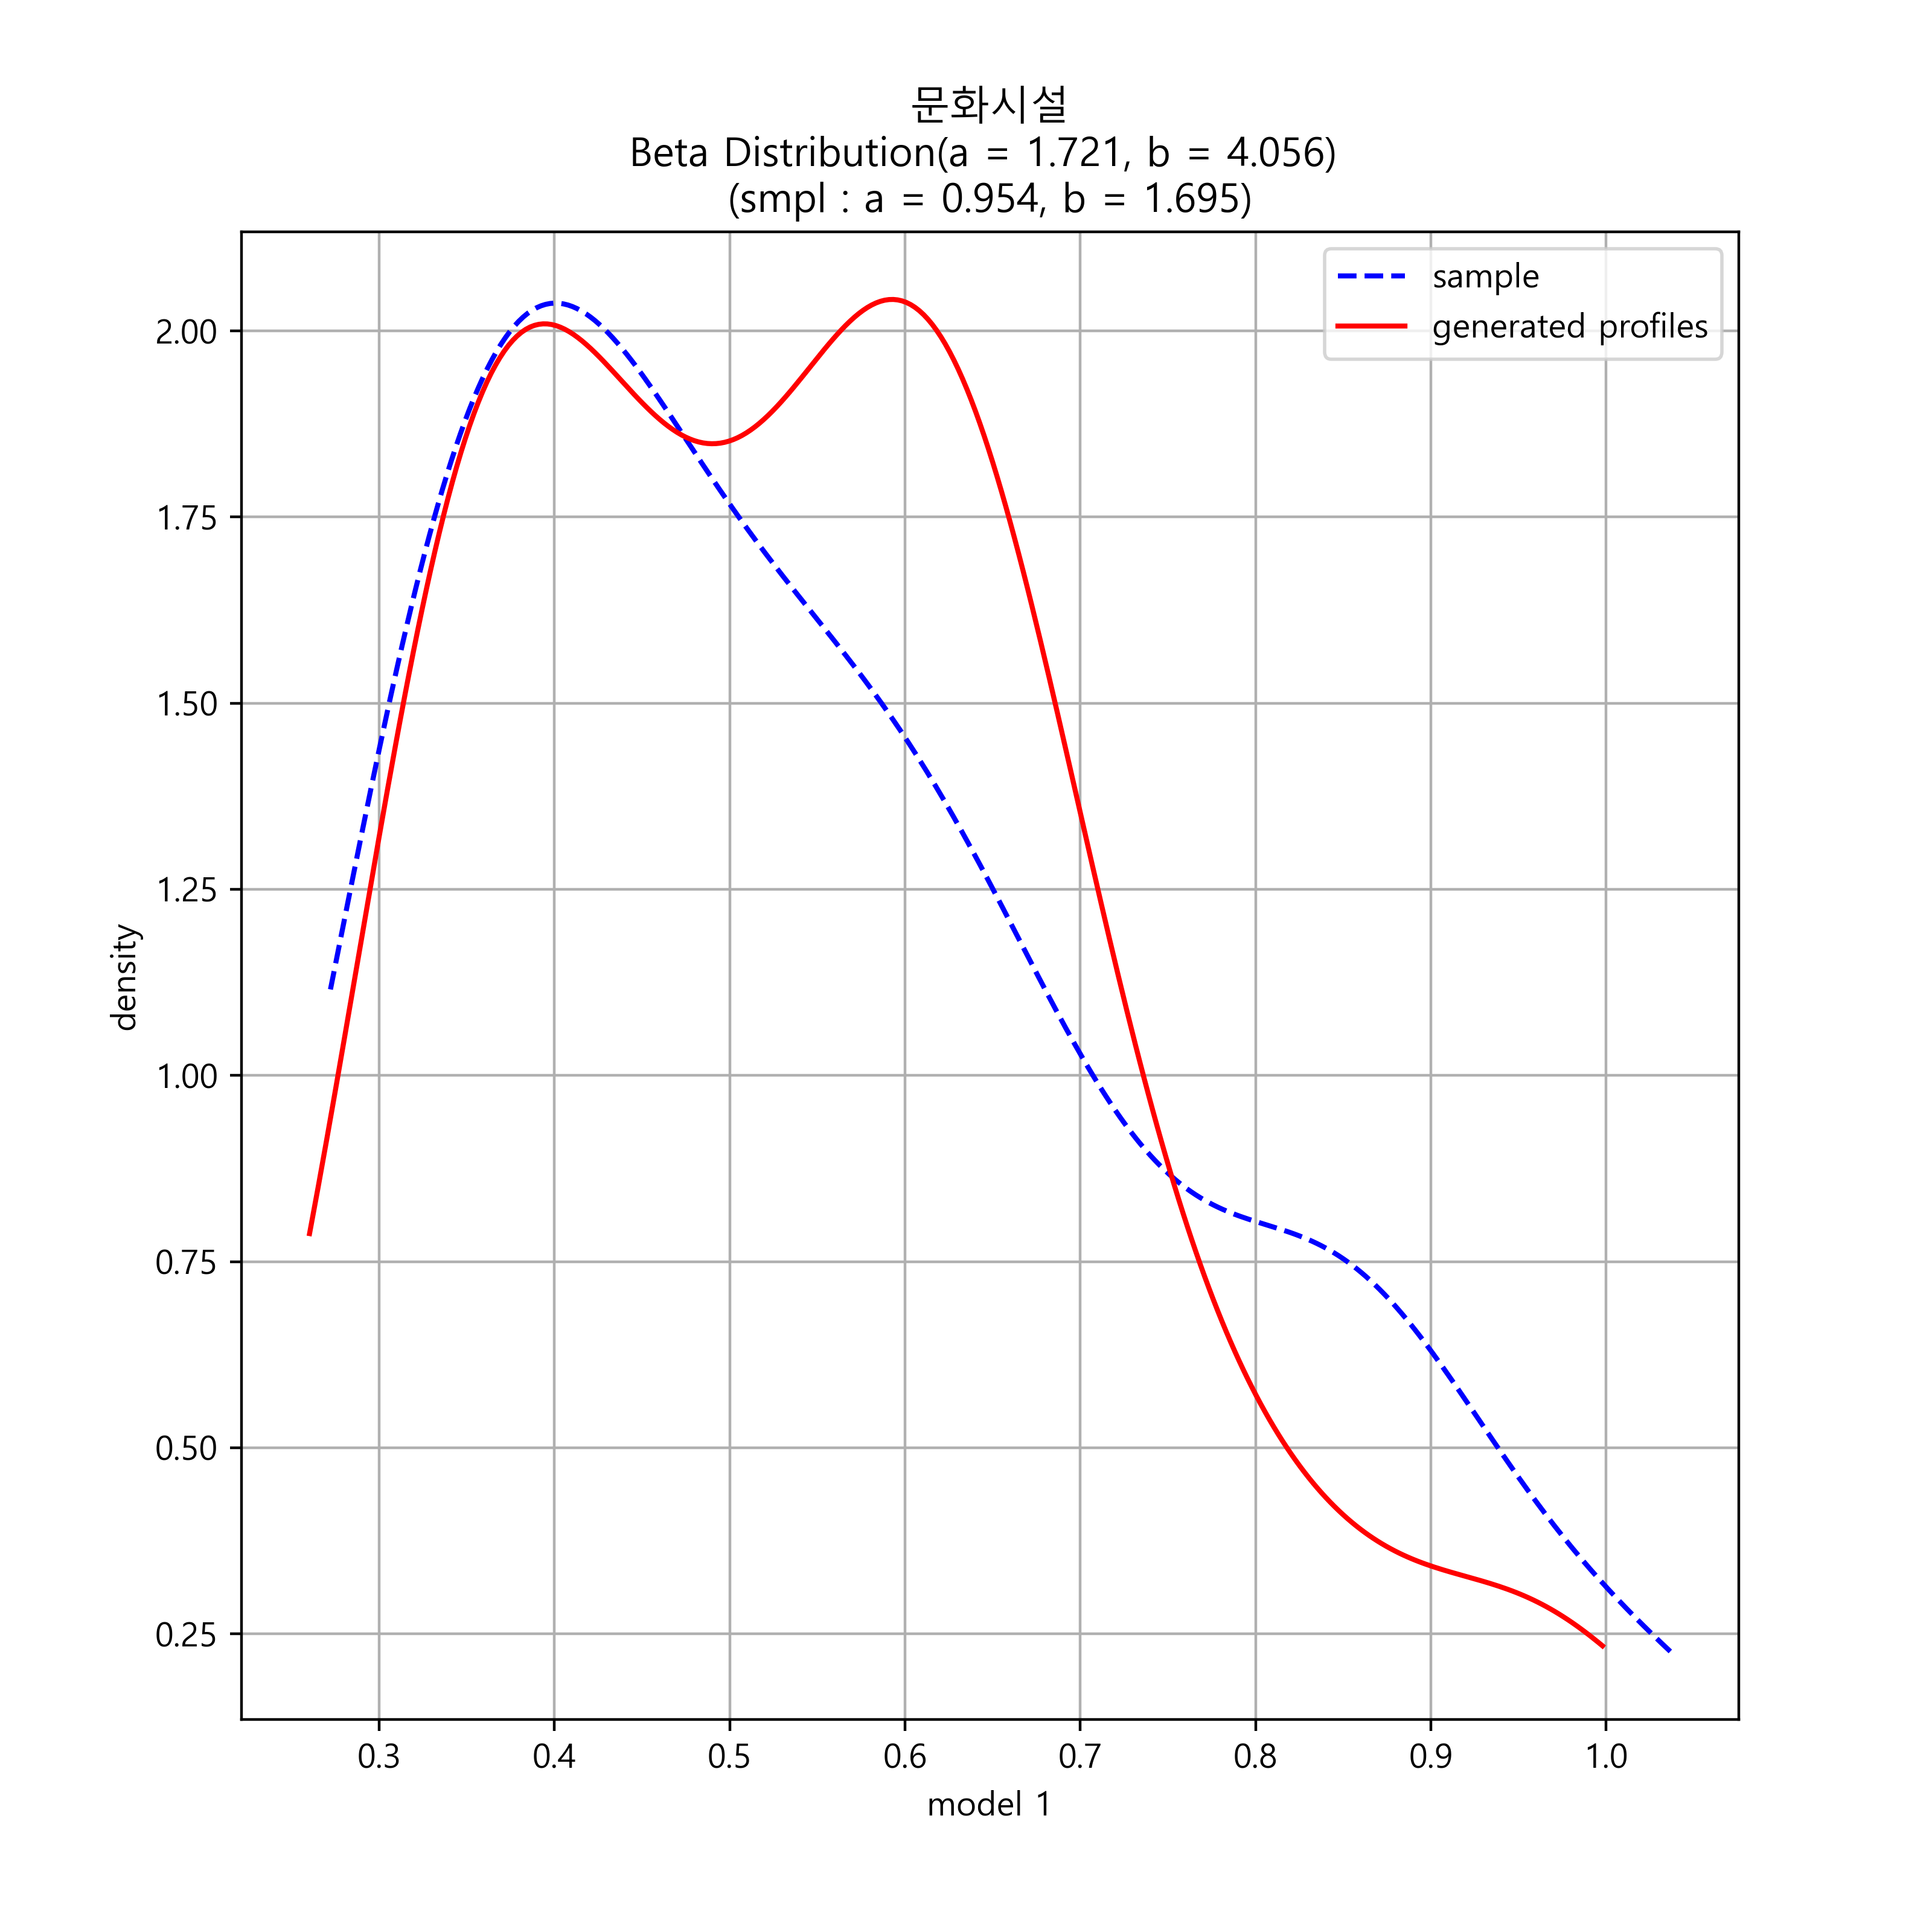 문화시설
Beta Distribution(a = 1.721, b = 4.056)
(smpl : a = 0.954, b = 1.695)
sample
generated profiles
2.00
1.75
1.50
1.25
1.00
0.75
0.50
0.25
density
0.3 0.4 0.5 0.6 0.7 0.8 0.9 1.0
model 1